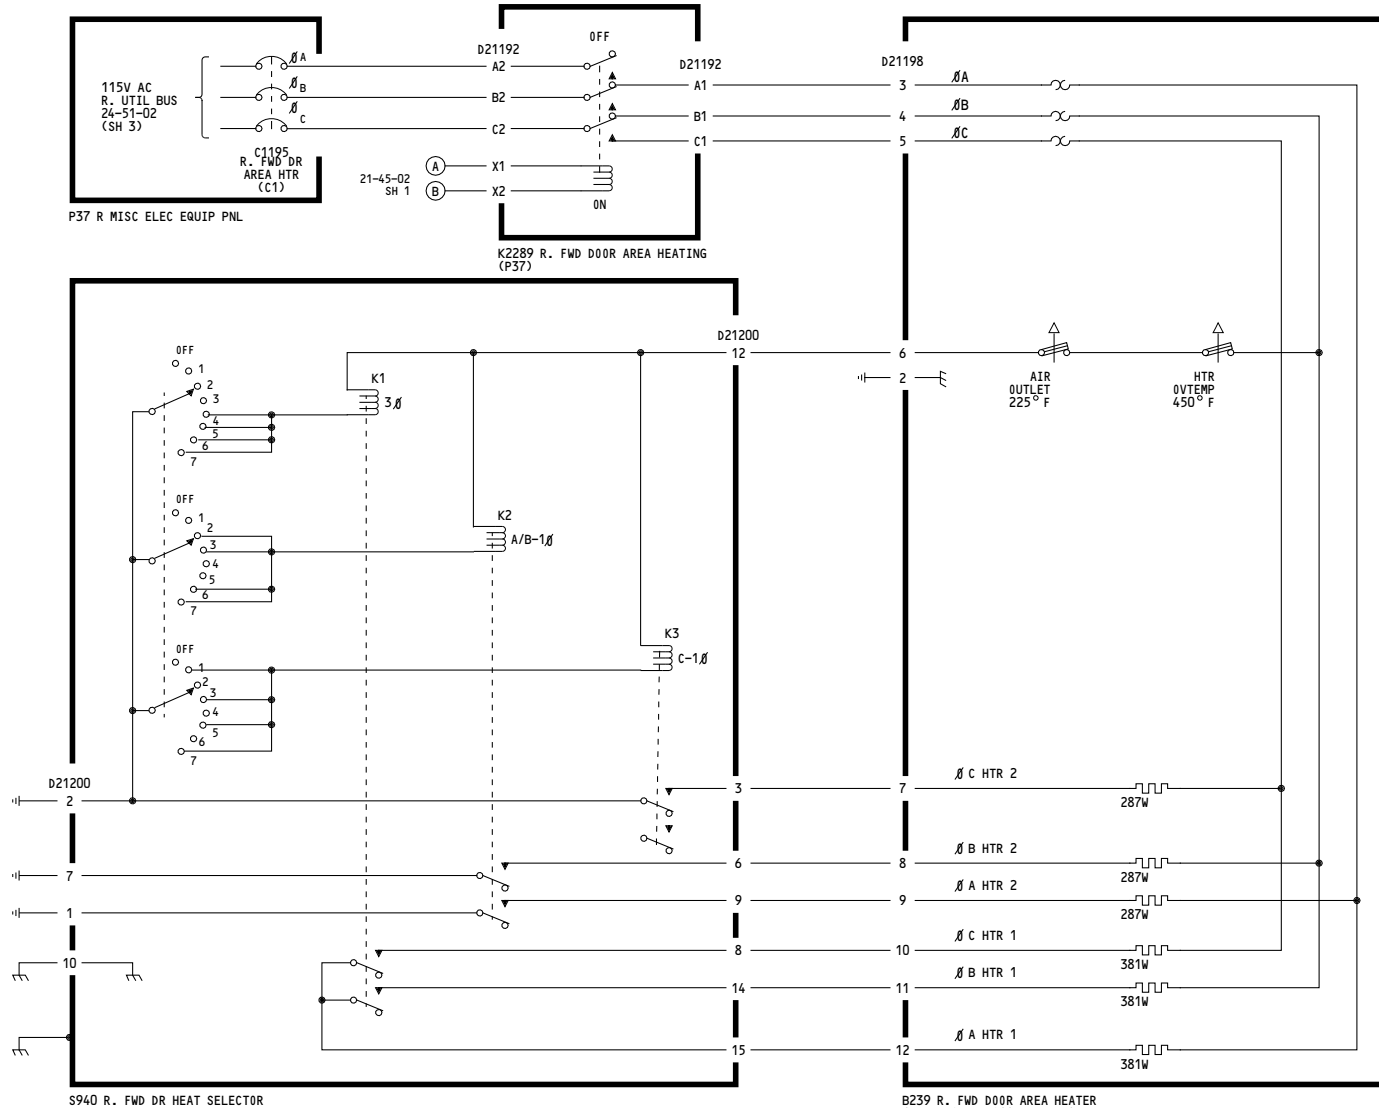 115V AC
R. UTIL BUS
24-51-02
(SH 3)
ØA
ØB
ØC
C1195
R. FWD DR
AREA HTR
(C1)
P37 R MISC ELEC EQUIP PNL
D21192
A2
B2
C2
A
X1
21-45-02
SH 1
B
X2
OFF
ON
K2289 R. FWD DOOR AREA HEATING
(P37)
D21192
A1
B1
C1
D21198
3
ØA
4
ØB
5
ØC
D21200
12
6
2
AIR
OUTLET
225° F
HTR
OVTEMP
450° F
OFF
1
2
3
4
5
6
7
K1
3Ø
OFF
1
2
3
4
5
6
7
K2
A/B-1Ø
OFF
1
2
3
4
5
6
7
K3
C-1Ø
D21200
2
7
1
10
3
7
Ø C HTR 2
287W
6
8
Ø B HTR 2
287W
9
9
Ø A HTR 2
287W
8
10
Ø C HTR 1
381W
14
11
Ø B HTR 1
381W
15
12
Ø A HTR 1
381W
S940 R. FWD DR HEAT SELECTOR
B239 R. FWD DOOR AREA HEATER